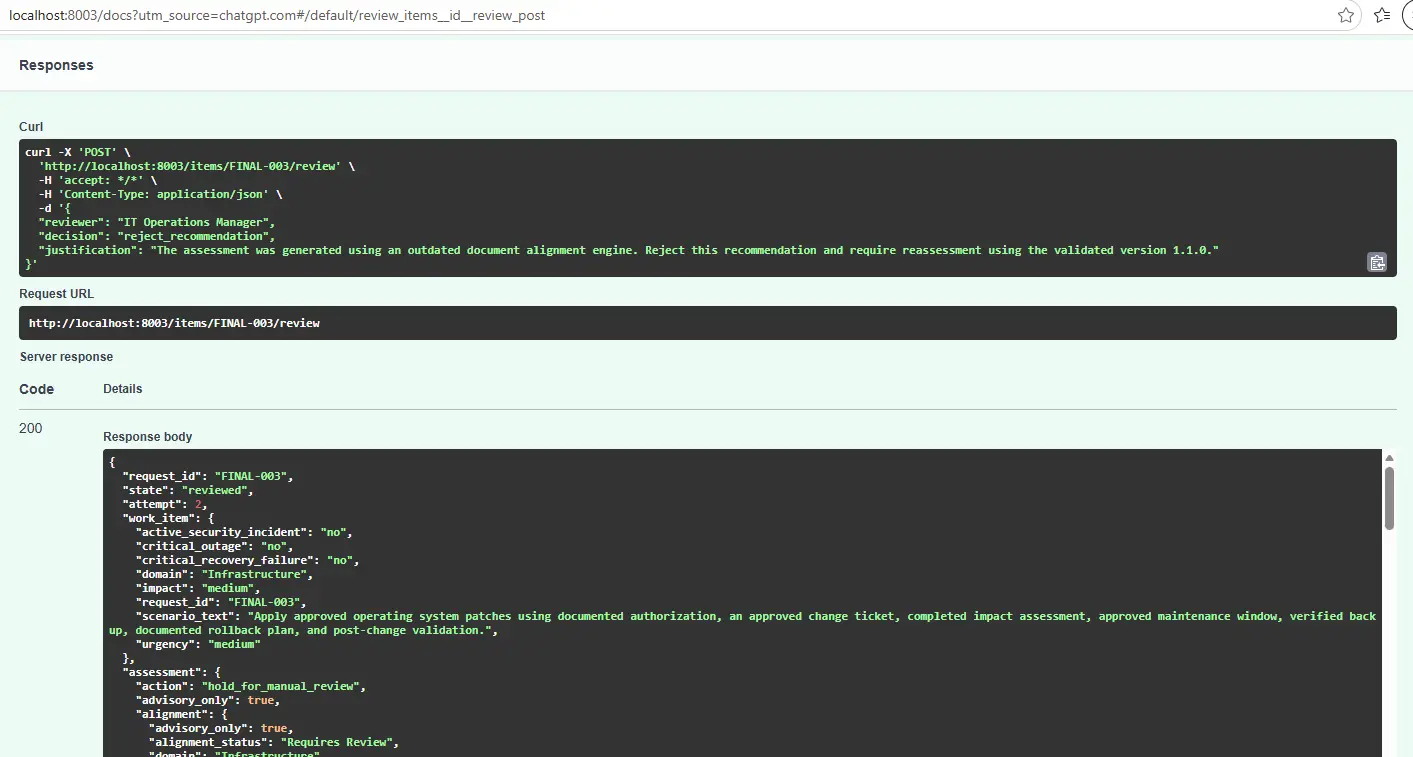 localhost:8003/docs?utm_source=chatgpt.com#/default/review_items__id__review_post
Responses
Curl
curl -X 'POST' \
  'http://localhost:8003/items/FINAL-003/review' \
  -H 'accept: */*' \
  -H 'Content-Type: application/json' \
  -d '{
  "reviewer": "IT Operations Manager",
  "decision": "reject_recommendation",
  "justification": "The assessment was generated using an outdated document alignment engine. Reject this recommendation and require reassessment using the validated version 1.1.0."
}'
Request URL
http://localhost:8003/items/FINAL-003/review
Server response
Code Details
200
Response body
{
  "request_id": "FINAL-003",
  "state": "reviewed",
  "attempt": 2,
  "work_item": {
    "active_security_incident": "no",
    "critical_outage": "no",
    "critical_recovery_failure": "no",
    "domain": "Infrastructure",
    "impact": "medium",
    "request_id": "FINAL-003",
    "scenario_text": "Apply approved operating system patches using documented authorization, an approved change ticket, completed impact assessment, approved maintenance window, verified back
up, documented rollback plan, and post-change validation.",
    "urgency": "medium"
  },
  "assessment": {
    "action": "hold_for_manual_review",
    "advisory_only": true,
    "alignment": {
      "advisory_only": true,
      "alignment_status": "Requires Review",
      "domain": "Infrastructure"